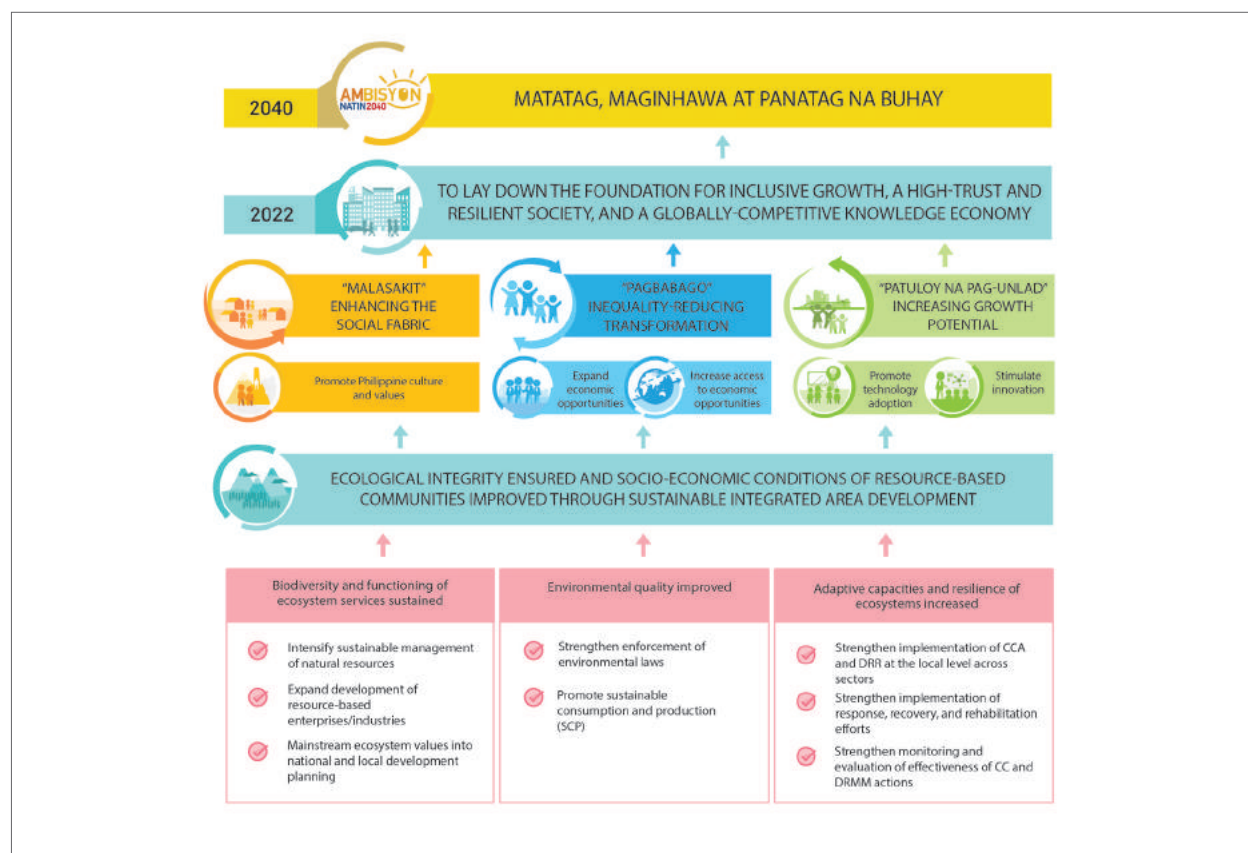 2040
AMBISYON
NATIN2040
MATATAG, MAGINHAWA AT PANATAG NA BUHAY
2022
TO LAY DOWN THE FOUNDATION FOR INCLUSIVE GROWTH, A HIGH-TRUST AND
RESILIENT SOCIETY, AND A GLOBALLY-COMPETITIVE KNOWLEDGE ECONOMY
"MALASAKIT"
ENHANCING THE
SOCIAL FABRIC
"PAGBABAGO"
INEQUALITY-REDUCING
TRANSFORMATION
"PATULOY NA PAG-UNLAD"
INCREASING GROWTH
POTENTIAL
Promote Philippine culture
and values
Expand
economic
opportunities
Increase access
to economic
opportunities
Promote
technology
adoption
Stimulate
innovation
ECOLOGICAL INTEGRITY ENSURED AND SOCIO-ECONOMIC CONDITIONS OF RESOURCE-BASED
COMMUNITIES IMPROVED THROUGH SUSTAINABLE INTEGRATED AREA DEVELOPMENT
Biodiversity and functioning of
ecosystem services sustained
Intensify sustainable management
of natural resources
Expand development of
resource-based
enterprises/industries
Mainstream ecosystem values into
national and local development
planning
Environmental quality improved
Strengthen enforcement of
environmental laws
Promote sustainable
consumption and production
(SCP)
Adaptive capacities and resilience of
ecosystems increased
Strengthen implementation of CCA
and DRR at the local level across
sectors
Strengthen implementation of
response, recovery, and rehabilitation
efforts
Strengthen monitoring and
evaluation of effectiveness of CC and
DRMM actions